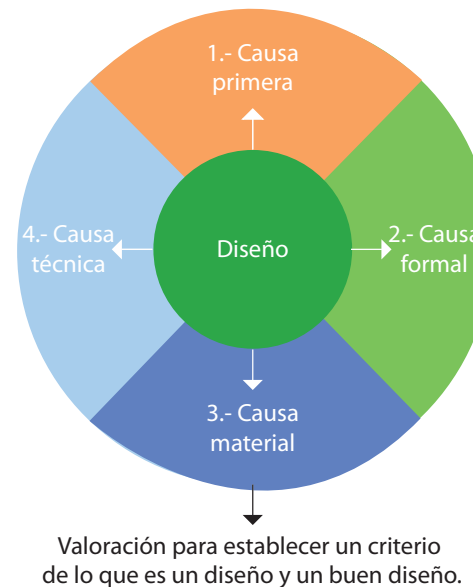 1.- Causa
primera
4.- Causa
técnica
Diseño
2.- Causa
formal
3.- Causa
material
Valoración para establecer un criterio
de lo que es un diseño y un buen diseño.